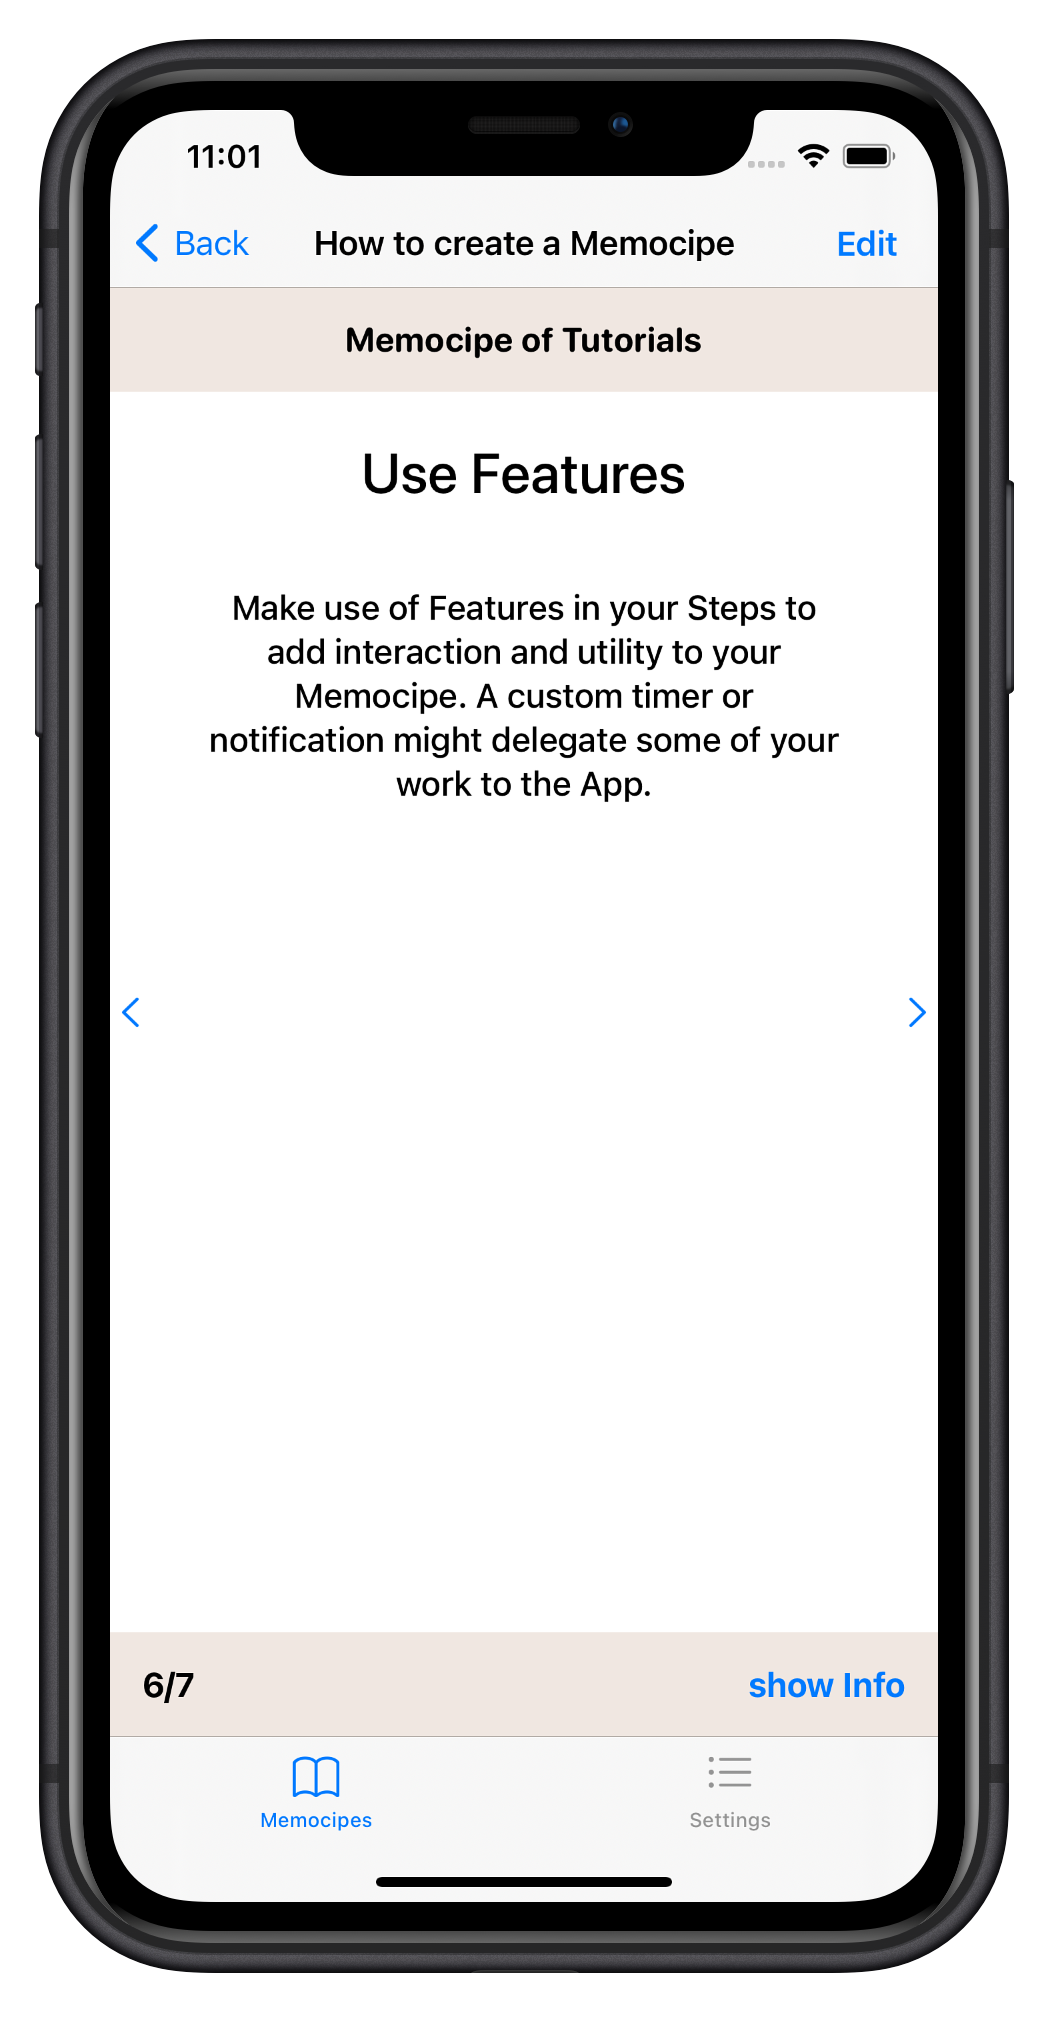 11:01
Back
How to create a Memocipe
Edit
Memocipe of Tutorials
Use Features
Make use of Features in your Steps to
add interaction and utility to your
Memocipe. A custom timer or
notification might delegate some of your
work to the App.
6/7
show Info
Memocipes
Settings